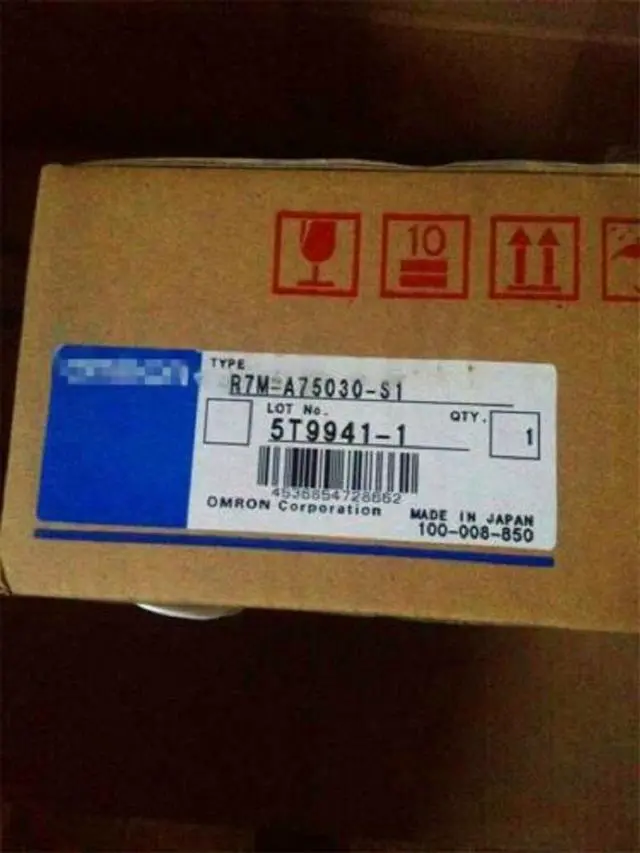 10
TYPE
R7M-A75030-S1
LOT No.
QTY.
5T9941-1
1
4536854728662
OMRON Corporation
MADE IN JAPAN
100-008-850